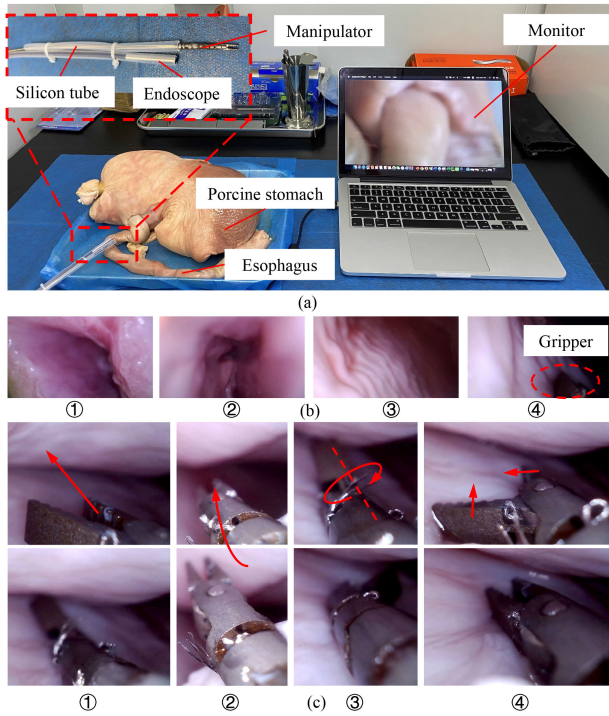 Manipulator
Monitor
Silicon tube
Endoscope
Porcine stomach
Esophagus
(a)
Gripper
① ② (b) ③ ④
① ② (c) ③ ④